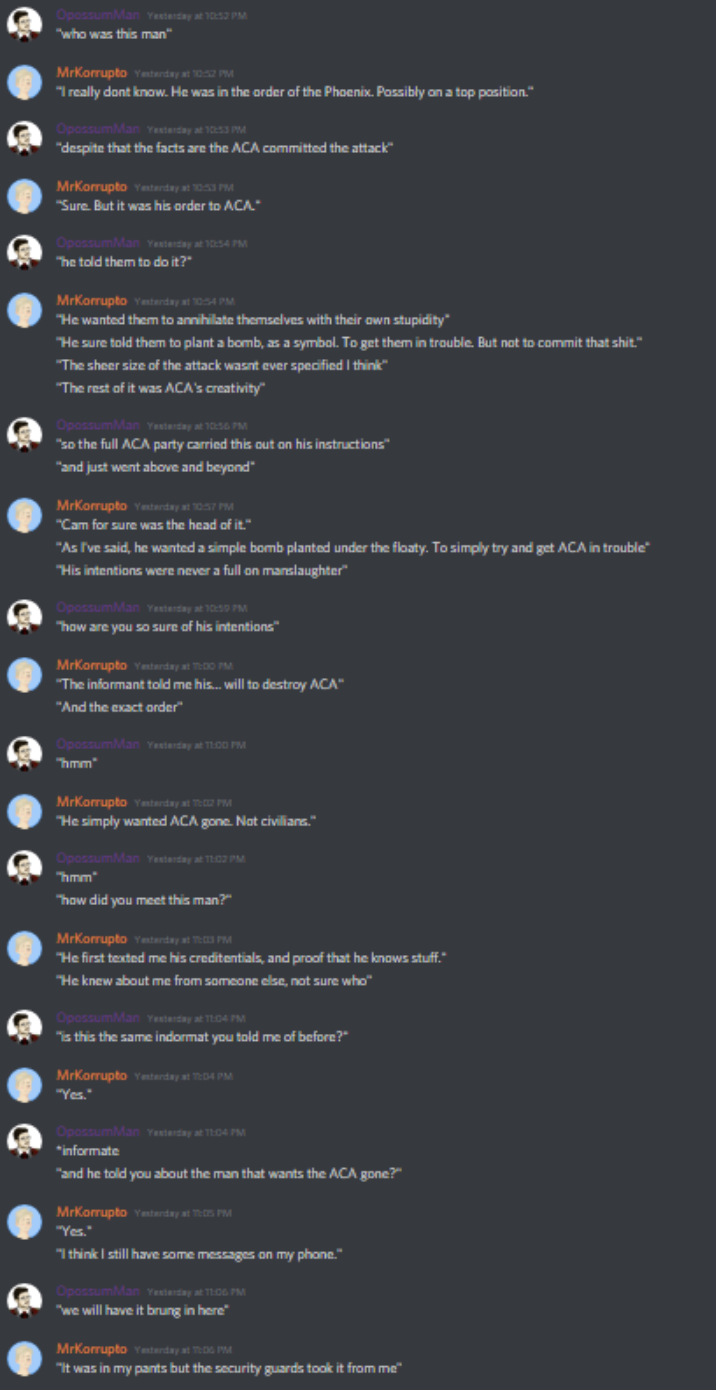 OpossumMan Yesterday at 10:52 PM
"who was this man"
MrKorrupto Yesterday at 10:52 PM
"I really dont know. He was in the order of the Phoenix. Possibly on a top position."
OpossumMan Yesterday at 10:53 PM
"despite that the facts are the ACA committed the attack"
MrKorrupto Yesterday at 10:53 PM
"Sure. But it was his order to ACA."
OpossumMan Yesterday at 10:54 PM
"he told them to do it?"
MrKorrupto Yesterday at 10:54 PM
"He wanted them to annihilate themselves with their own stupidity"
"He sure told them to plant a bomb, as a symbol. To get them in trouble. But not to commit that shit."
"The sheer size of the attack wasnt ever specified I think"
"The rest of it was ACA's creativity"
OpossumMan Yesterday at 10:56 PM
"so the full ACA party carried this out on his instructions"
"and just went above and beyond"
MrKorrupto Yesterday at 10:57 PM
"Cam for sure was the head of it."
"As I've said, he wanted a simple bomb planted under the floaty. To simply try and get ACA in trouble"
"His intentions were never a full on manslaughter"
OpossumMan Yesterday at 10:59 PM
"how are you so sure of his intentions"
MrKorrupto Yesterday at 11:00 PM
"The informant told me his... will to destroy ACA"
"And the exact order"
OpossumMan Yesterday at 11:00 PM
"hmm"
MrKorrupto Yesterday at 11:02 PM
"He simply wanted ACA gone. Not civilians."
OpossumMan Yesterday at 11:02 PM
"hmm"
"how did you meet this man?"
MrKorrupto Yesterday at 11:03 PM
"He first texted me his creditentials, and proof that he knows stuff."
"He knew about me from someone else, not sure who"
OpossumMan Yesterday at 11:04 PM
"is this the same indormat you told me of before?"
MrKorrupto Yesterday at 11:04 PM
"Yes."
OpossumMan Yesterday at 11:04 PM
*informate
"and he told you about the man that wants the ACA gone?"
MrKorrupto Yesterday at 11:05 PM
"Yes."
"I think I still have some messages on my phone."
OpossumMan Yesterday at 11:06 PM
"we will have it brung in here"
MrKorrupto Yesterday at 11:06 PM
"It was in my pants but the security guards took it from me"